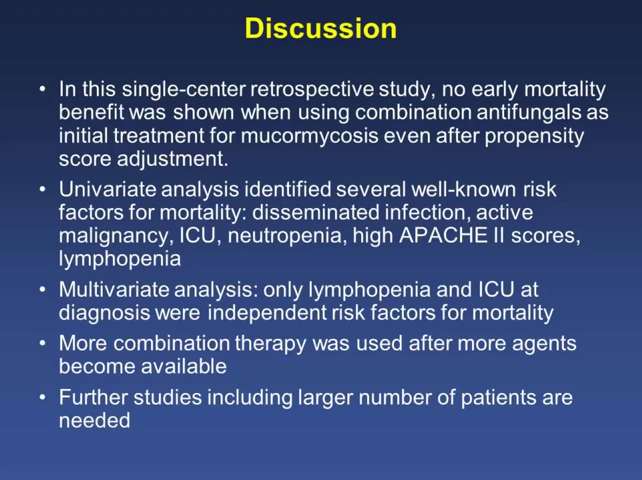 Discussion
• In this single-center retrospective study, no early mortality
benefit was shown when using combination antifungals as
initial treatment for mucormycosis even after propensity
score adjustment.
• Univariate analysis identified several well-known risk
factors for mortality: disseminated infection, active
malignancy, ICU, neutropenia, high APACHE II scores,
lymphopenia
• Multivariate analysis: only lymphopenia and ICU at
diagnosis were independent risk factors for mortality
• More combination therapy was used after more agents
become available
• Further studies including larger number of patients are
needed